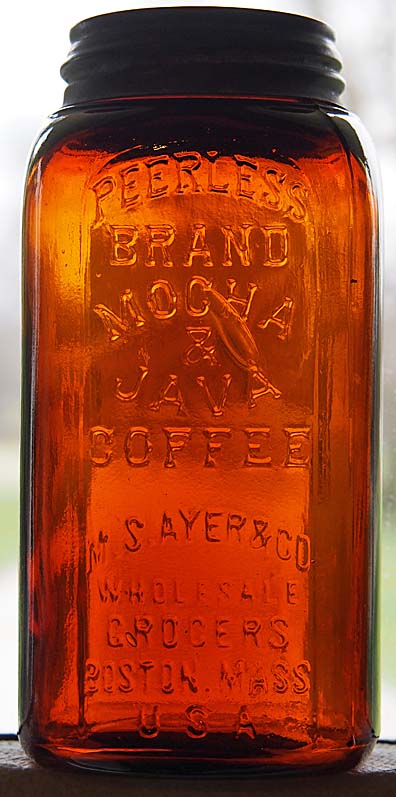 PEERLESS
BRAND
MOCHA
&
JAVA
COFFEE
M.S. AYER & CO
WHOLESALE
GROCERS
BOSTON. MASS
USA